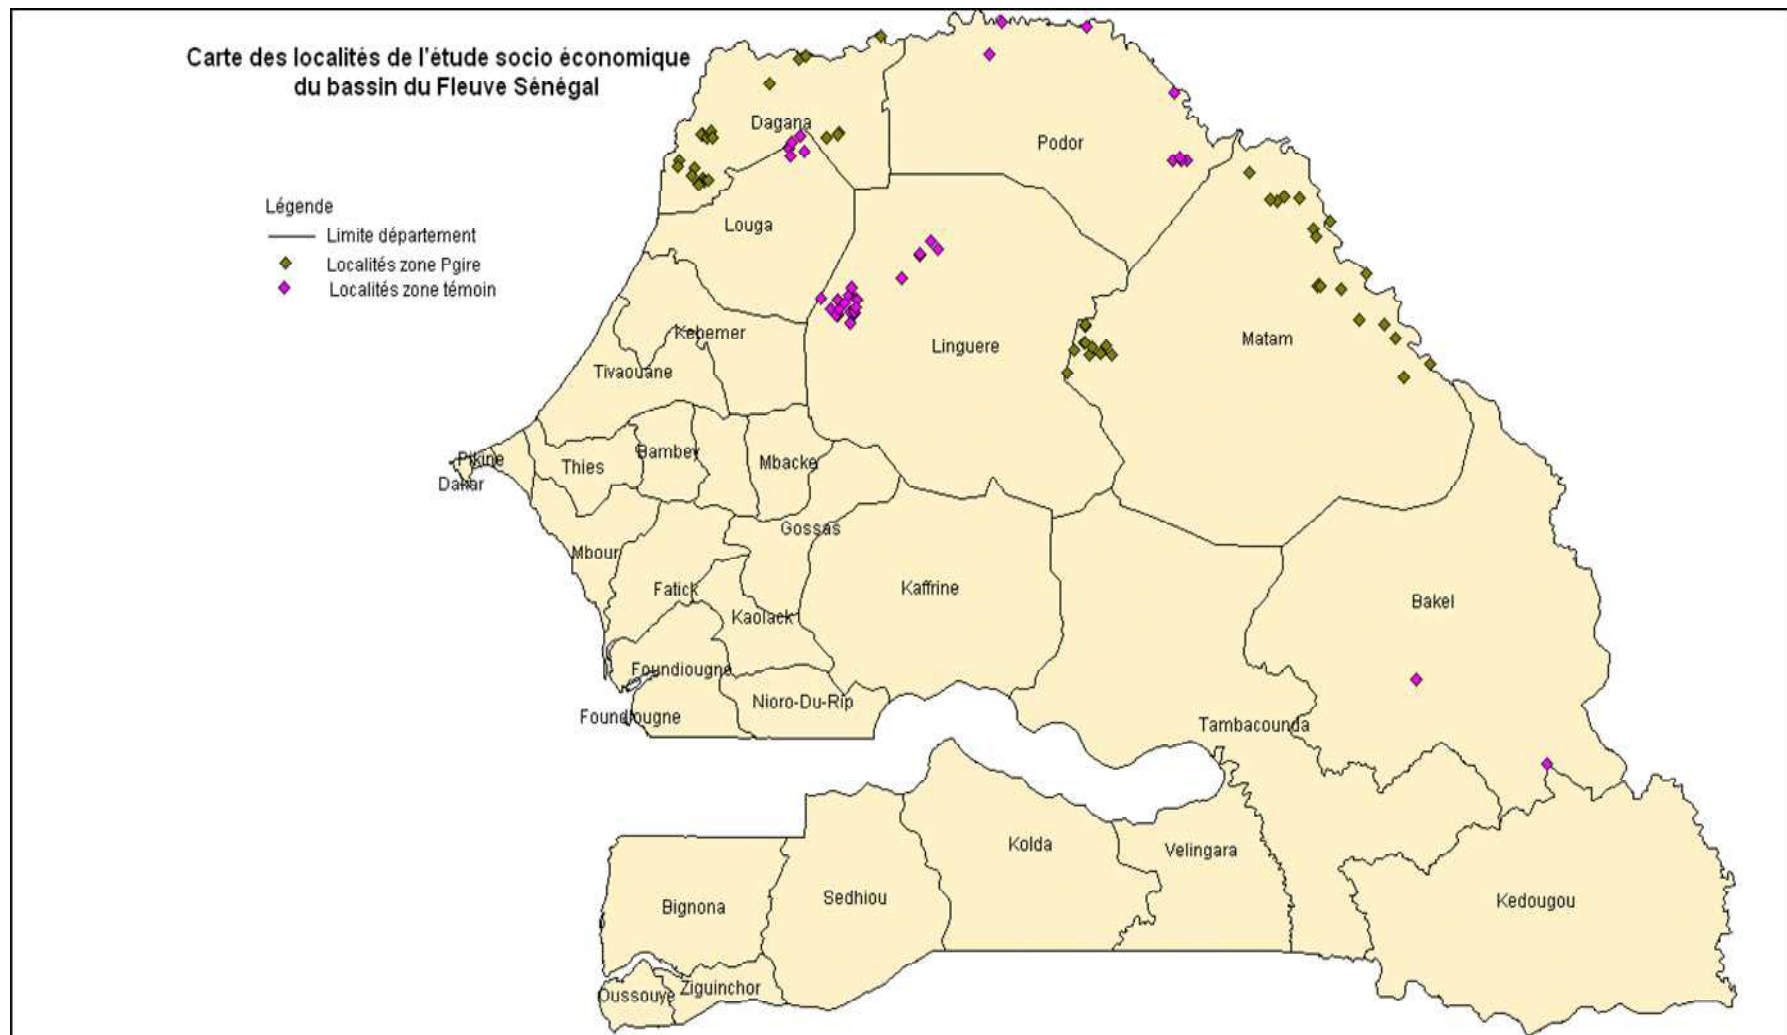 Carte des localités de l'étude socio économique
du bassin du Fleuve Sénégal
Légende
Limite département
Localités zone Pgire
Localités zone témoin
Dagana
Podor
Louga
Linguere
Matam
Kebemer
Tivaouane
Pikine
Dakar
Thies
Bambey
Mbacke
Gossas
Mbour
Fatick
Kaolack
Kaffrine
Bakel
Foundiougne
Foundiougne
Nioro-Du-Rip
Tambacounda
Kolda
Velingara
Sedhiou
Bignona
Kedougou
Oussouye
Ziguinchor